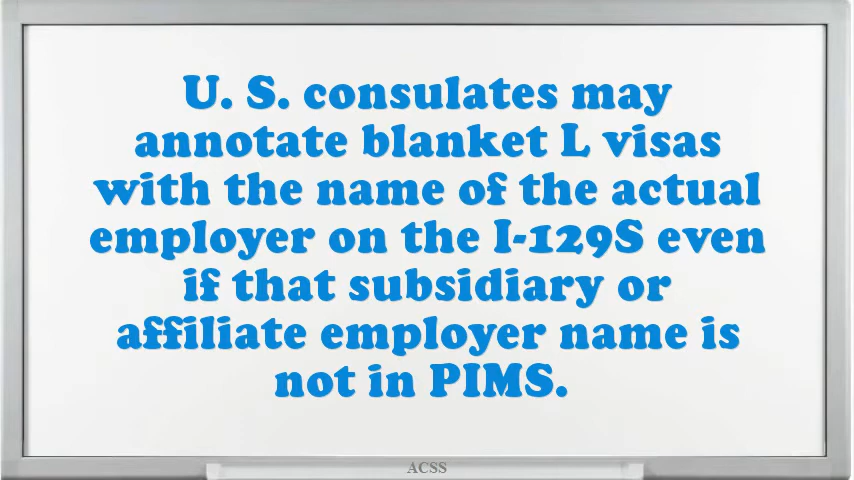 U. S. consulates may
annotate blanket L visas
with the name of the actual
employer on the I-129S even
if that subsidiary or
affiliate employer name is
not in PIMS.
ACSS